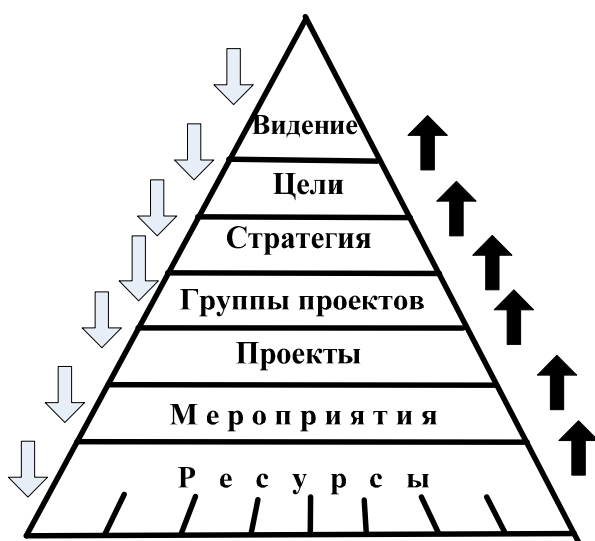 Видение
Цели
Стратегия
Группы проектов
Проекты
Мероприятия
Ресурсы